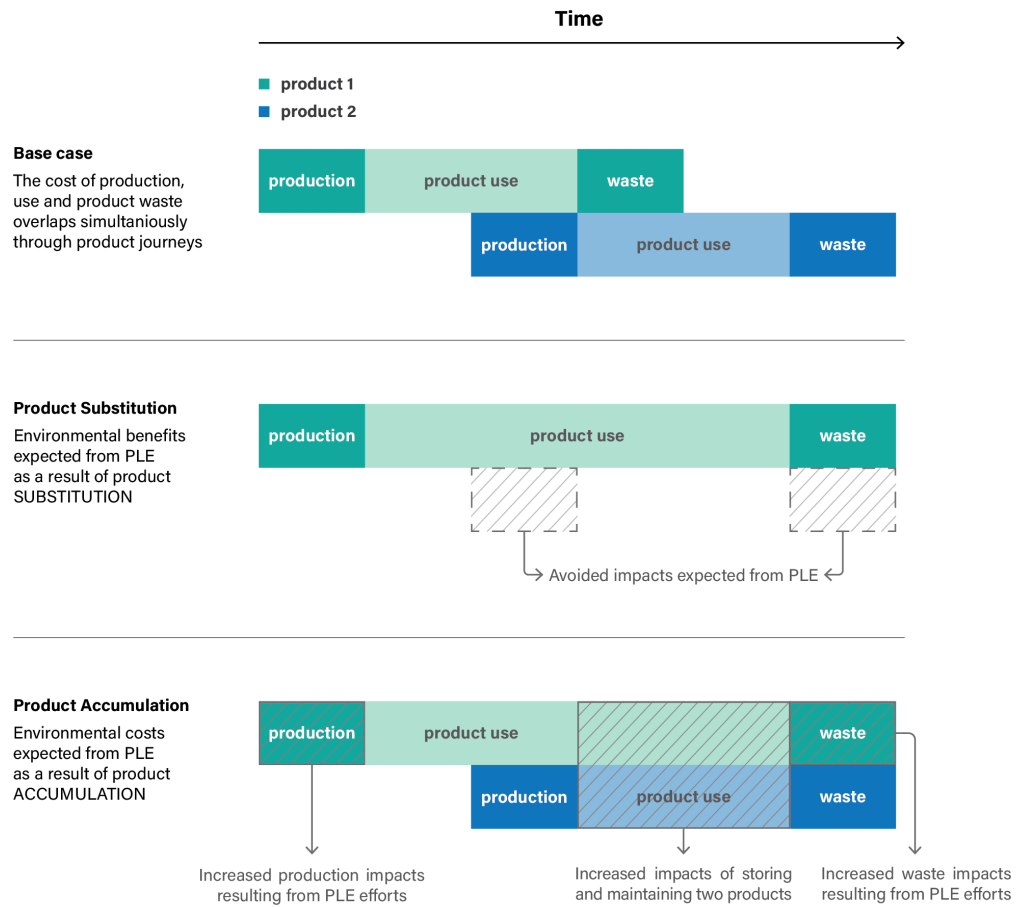 Time
product 1
product 2
Base case
The cost of production,
use and product waste
overlaps simultaniously
through product journeys
production
product use
waste
production
product use
waste
Product Substitution
Environmental benefits
expected from PLE
as a result of product
SUBSTITUTION
production
product use
waste
Avoided impacts expected from PLE
Product Accumulation
Environmental costs
expected from PLE
as a result of product
ACCUMULATION
production
product use
waste
production
product use
waste
Increased production impacts
resulting from PLE efforts
Increased impacts of storing
and maintaining two products
Increased waste impacts
resulting from PLE efforts